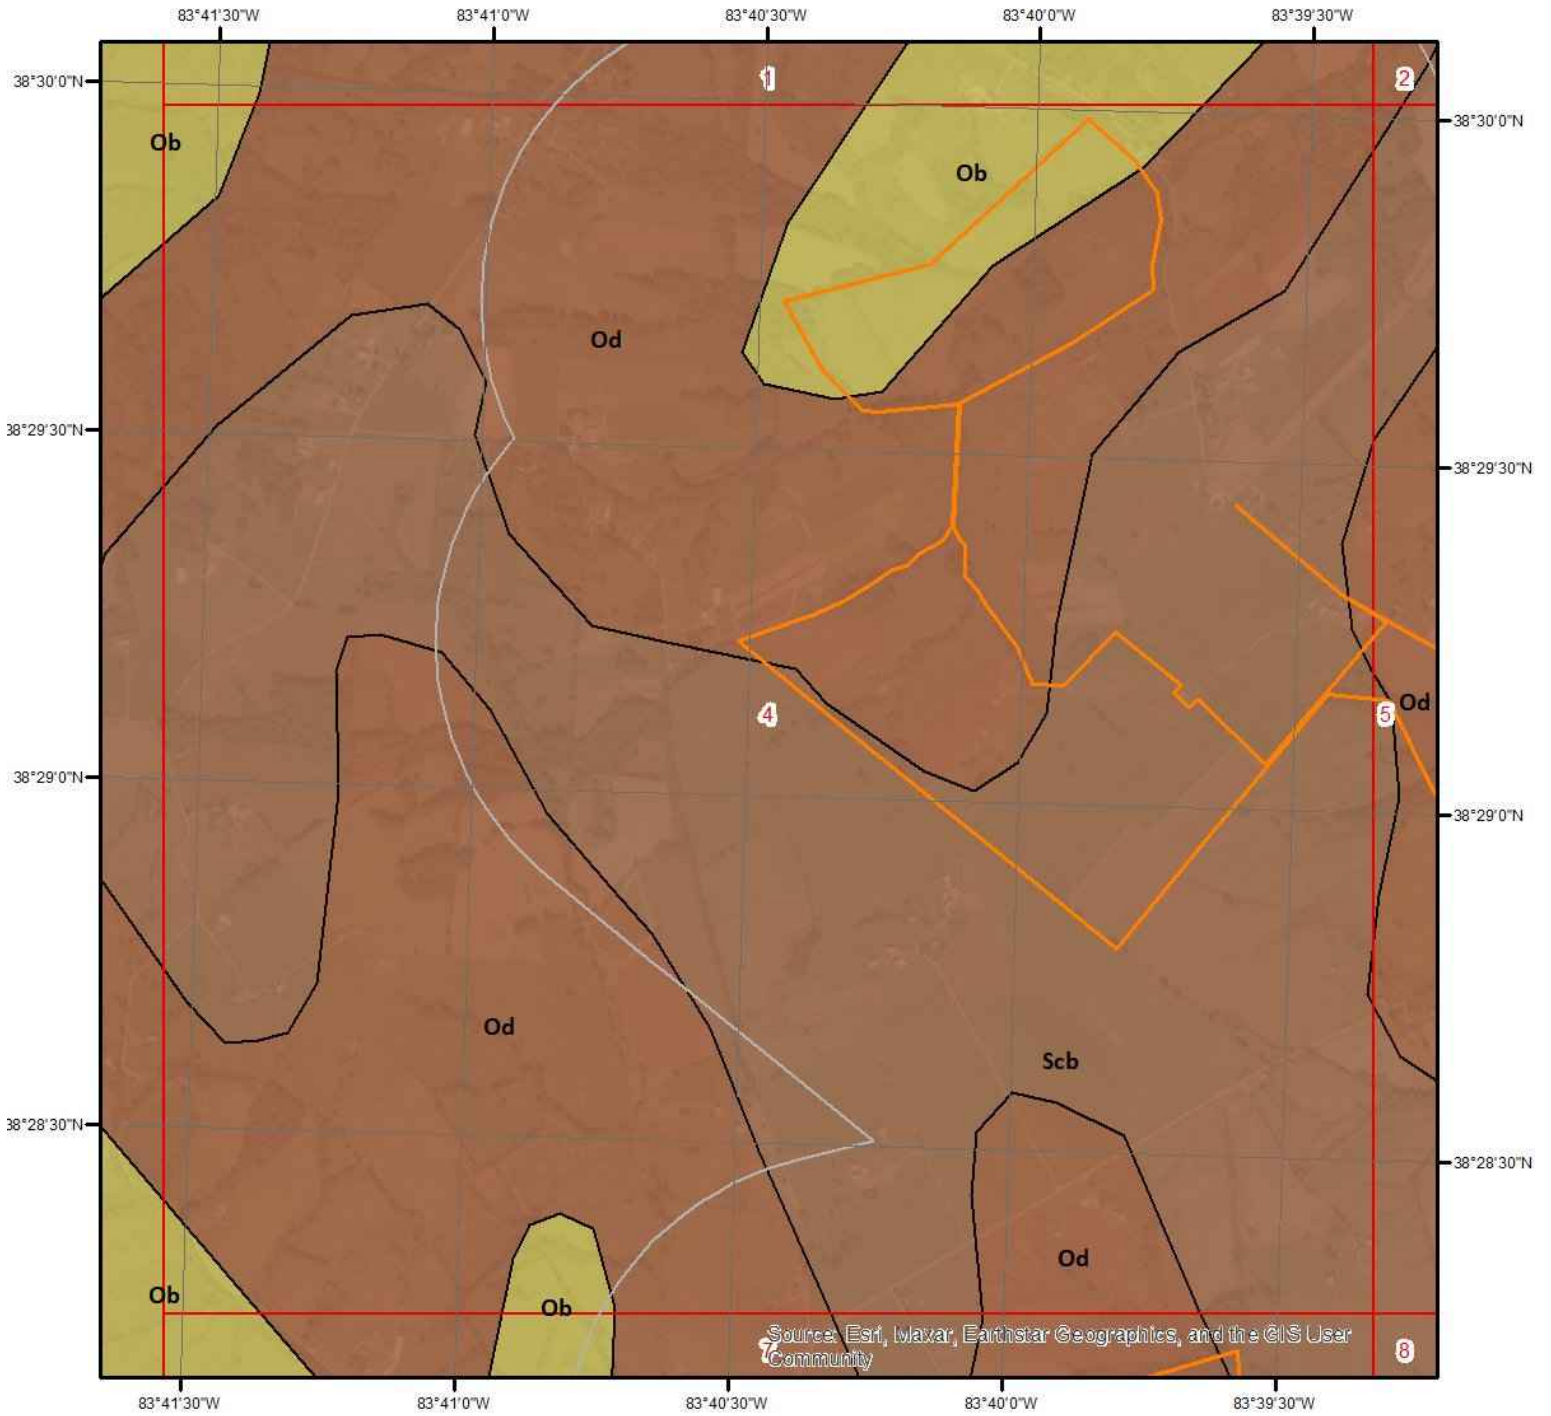 83°41'30"W 83°41'0"W 83°40'30"W 83°40'0"W 83°39'30"W
38°30'0"N
1
2
38°30'0"N
Ob
Ob
Od
38°29'30"N
38°29'30"N
4
5
Od
38°29'0"N
38°29'0"N
Od
Scb
38°28'30"N
38°28'30"N
Od
Ob
Ob
Source: Esri, Maxar, Earthstar Geographics, and the GIS User
Community
7
8
83°41'30"W 83°41'0"W 83°40'30"W 83°40'0"W 83°39'30"W